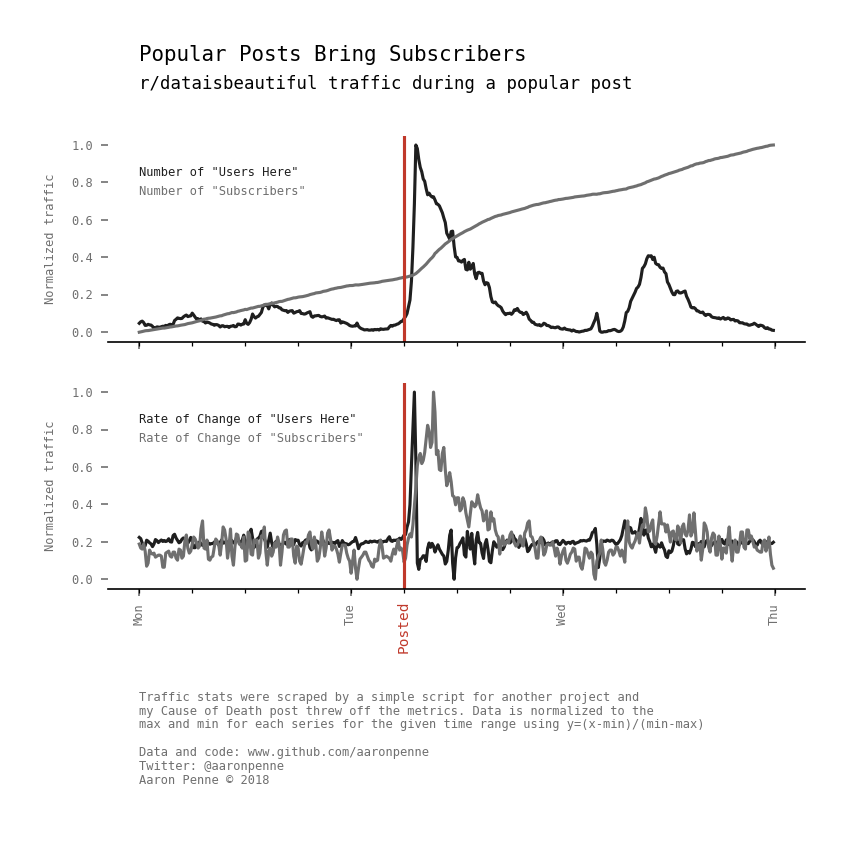 Popular Posts Bring Subscribers
r/dataisbeautiful traffic during a popular post
Normalized traffic
1.0
0.8
0.6
0.4
0.2
0.0
Number of "Users Here"
Number of "Subscribers"
Normalized traffic
1.0
0.8
0.6
0.4
0.2
0.0
Rate of Change of "Users Here"
Rate of Change of "Subscribers"
Mon
Tue
Posted
Wed
Thu
Traffic stats were scraped by a simple script for another project and
my Cause of Death post threw off the metrics. Data is normalized to the
max and min for each series for the given time range using y=(x-min)/(min-max)
Data and code: www.github.com/aaronpenne
Twitter: @aaronpenne
Aaron Penne © 2018